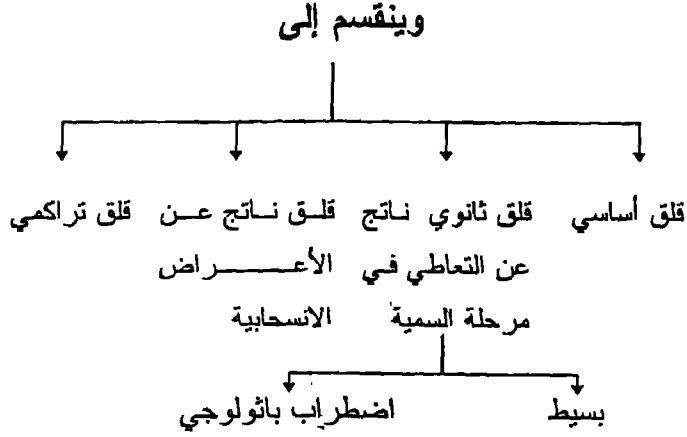 وينقسم إلى
قلق أساسي
قلق ثانوي ناتج
عن التعاطي في
مرحلة السمية
قلق ناتج عن
الأعراض
الانسحابية
قلق تراكمي
بسيط
اضطراب باثولوجي